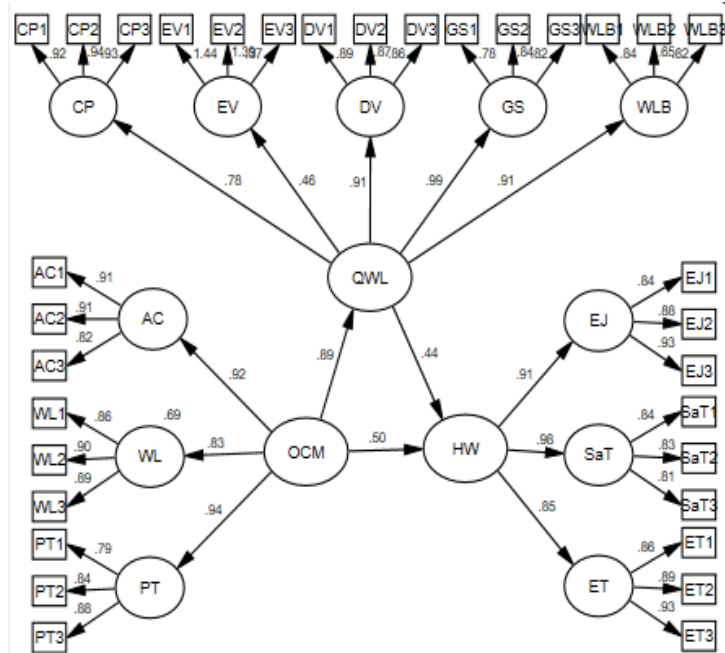 CP1 CP2 CP3 EV1 EV2 EV3 DV1 DV2 DV3 GS1 GS2 GS3 WLB1 WLB2 WLB3
.92 .94 .93 1.44 1.39 .89 .87 .86 .78 .84 .82 .84 .65 .62
CP EV DV GS WLB
.78 .46 .91 .99 .91
QWL
AC1 .91 EJ1 .84
AC2 .91 AC EJ .88 EJ2
AC3 .82 .93 EJ3
.89 .44 .91
.92
WL1 .86 .69 .84 SaT1
WL2 .90 WL .83 OCM .50 HW .98 SaT .83 SaT2
WL3 .89 .81 SaT3
.94 .85
PT1 .79 .86 ET1
PT2 .84 PT ET .89 ET2
PT3 .88 .93 ET3